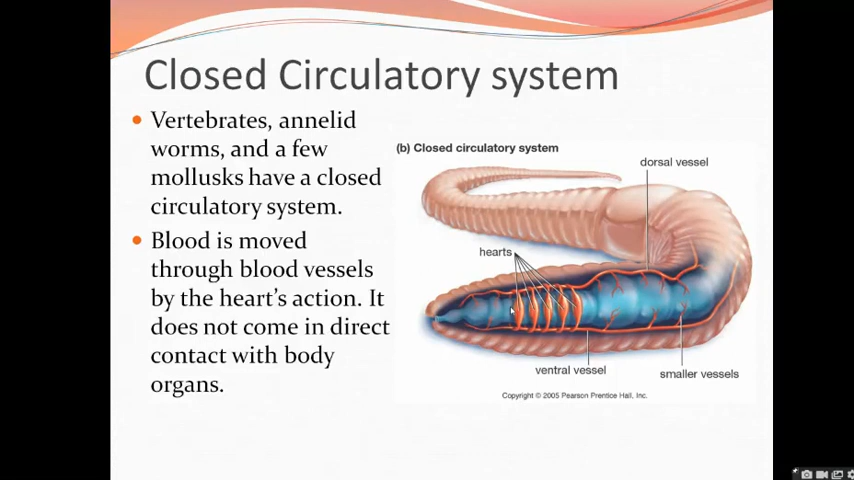 Closed Circulatory system
• Vertebrates, annelid
worms, and a few
mollusks have a closed
circulatory system.
• Blood is moved
through blood vessels
by the heart's action. It
does not come in direct
contact with body
organs.
(b) Closed circulatory system
dorsal vessel
hearts
ventral vessel
smaller vessels
Copyright © 2005 Pearson Prentice Hall, Inc.